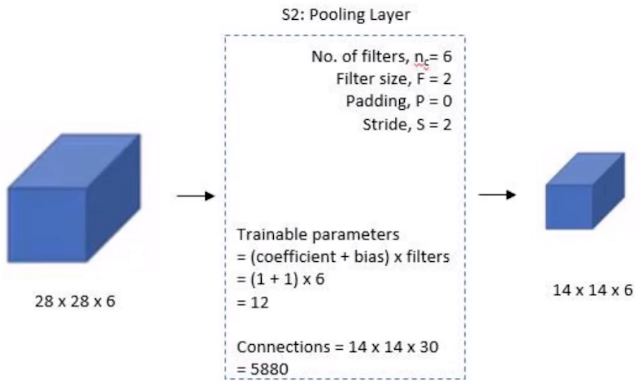 S2: Pooling Layer
No. of filters, nc= 6
Filter size, F = 2
Padding, P = 0
Stride, S = 2
Trainable parameters
= (coefficient + bias) x filters
= (1 + 1) x 6
= 12
Connections = 14 x 14 x 30
= 5880
28 x 28 x 6
14 x 14 x 6